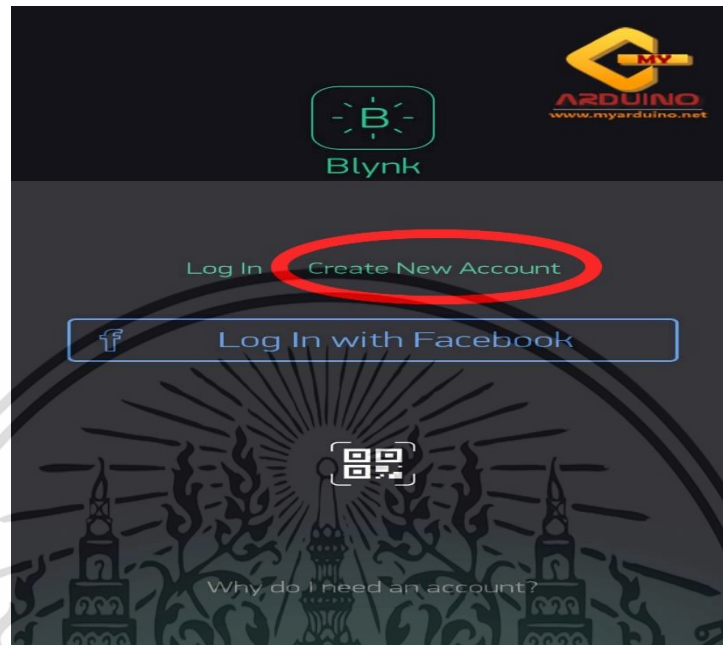 MY
ARDUINO
www.myarduino.net
B
Blynk
Log In
Create New Account
f
Log In with Facebook
Why do I need an account?